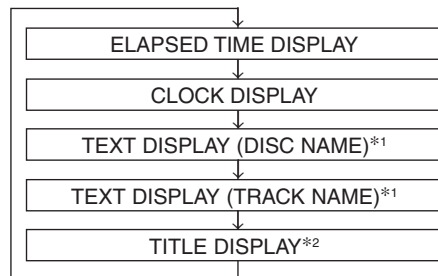 ELAPSED TIME DISPLAY
CLOCK DISPLAY
TEXT DISPLAY (DISC NAME)*1
TEXT DISPLAY (TRACK NAME)*1
TITLE DISPLAY*2